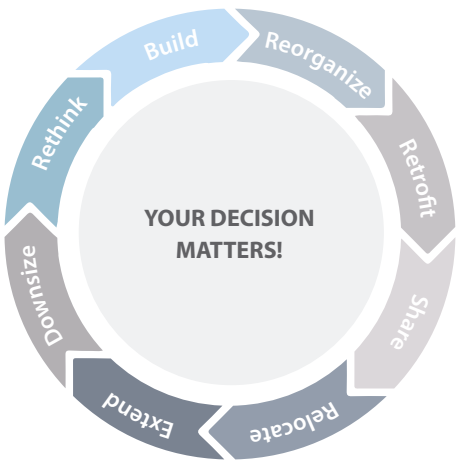 Build
Reorganize
Retrofit
Share
Relocate
Extend
Downsize
Rethink
YOUR DECISION
MATTERS!